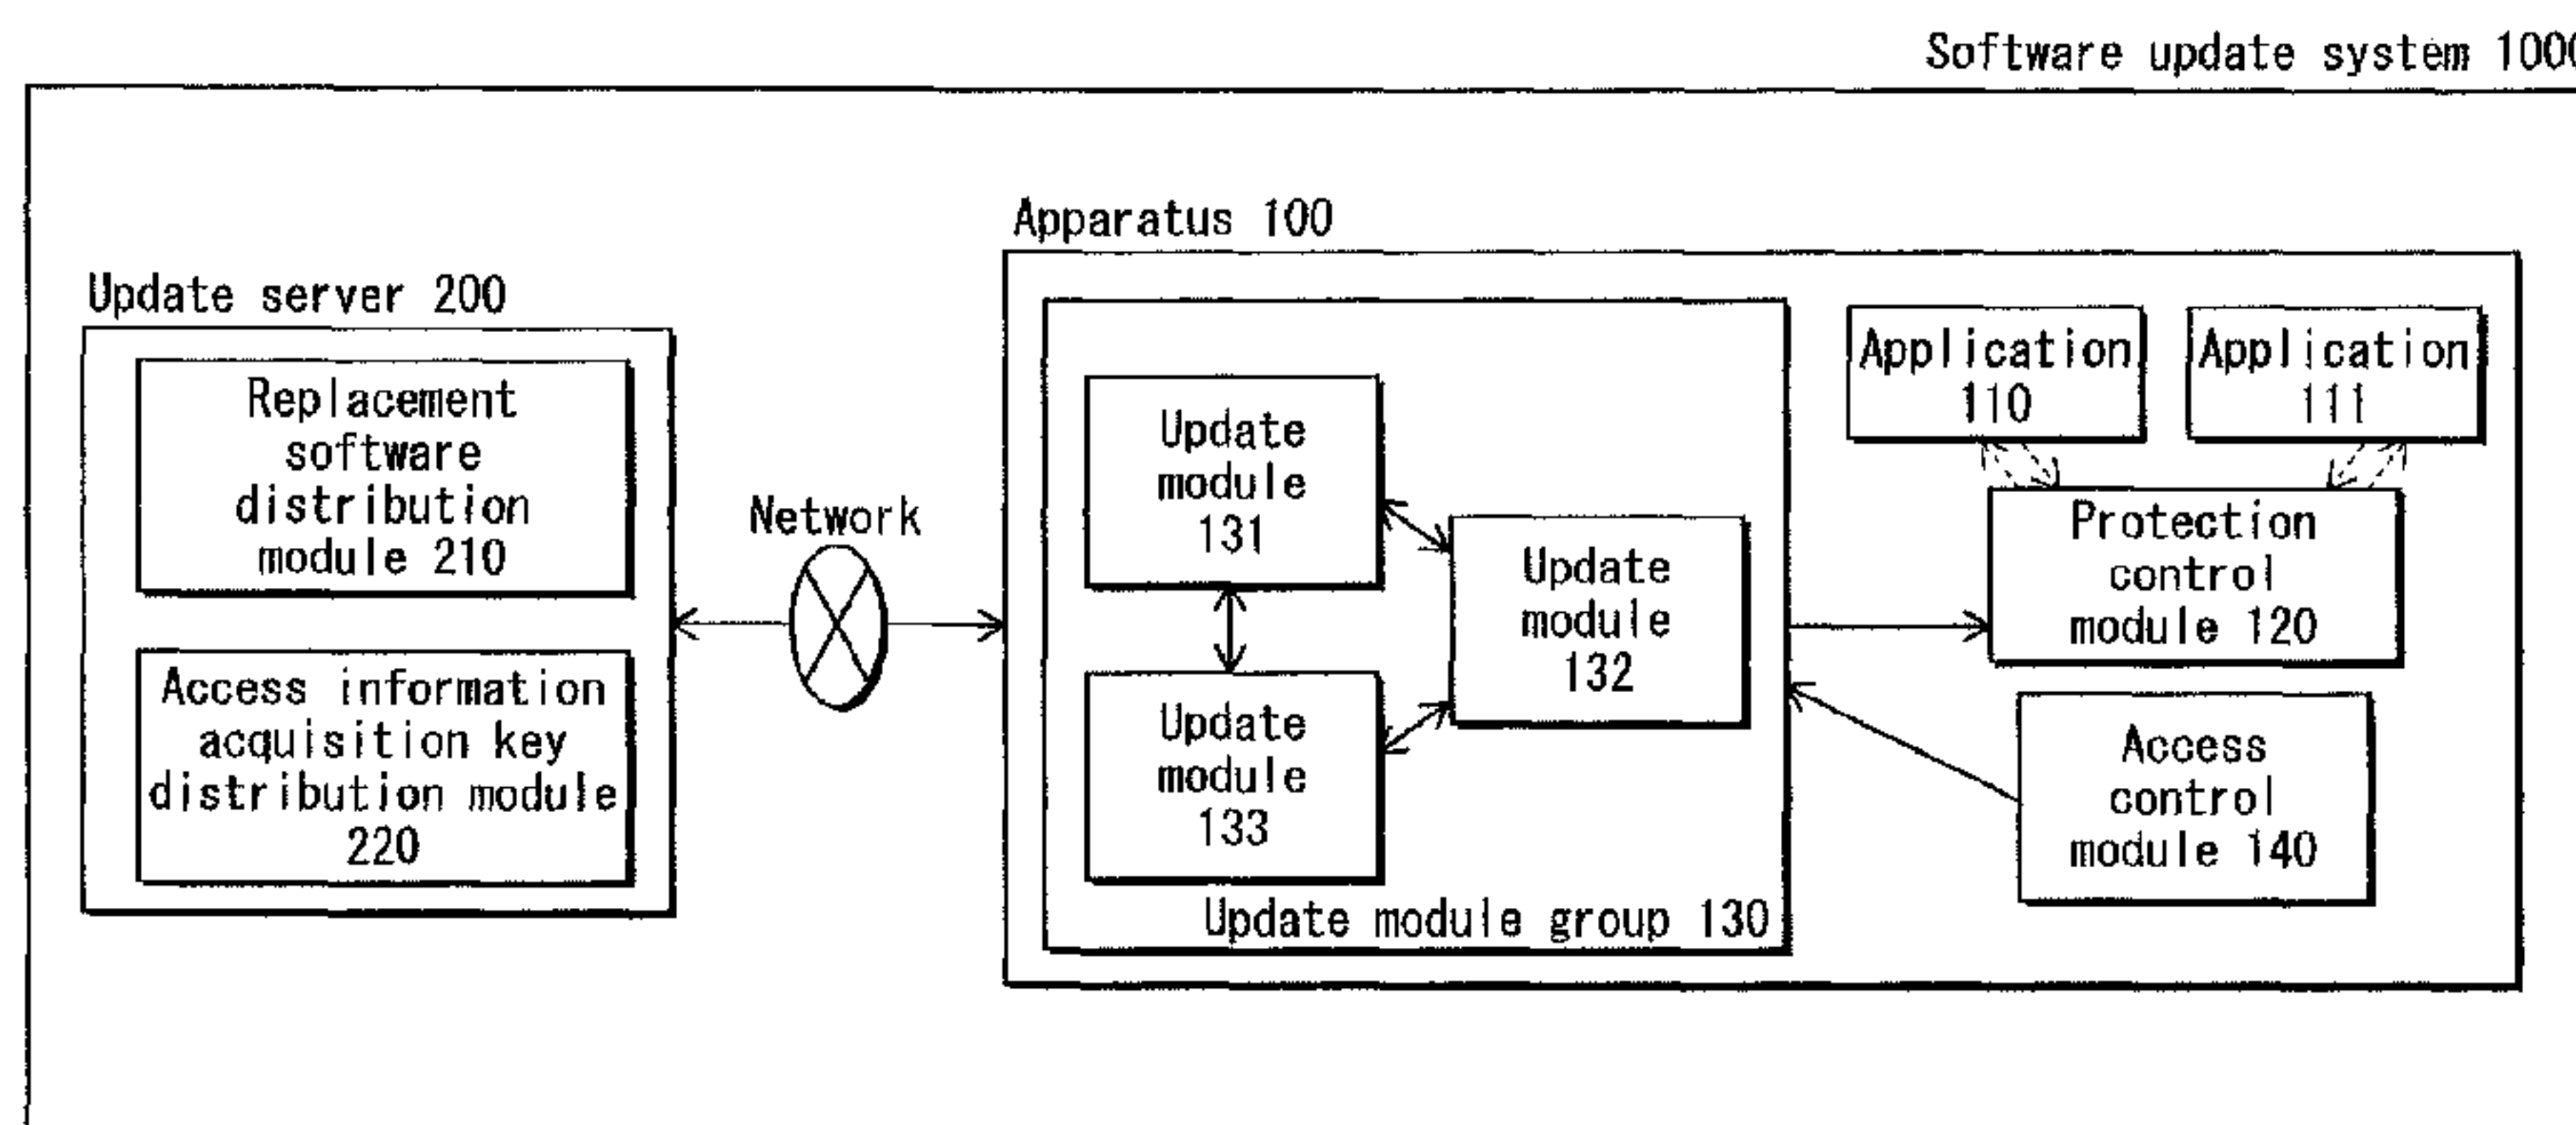 Software update system 1000
Apparatus 100
Update server 200
Replacement
software
distribution
module 210
Access information
acquisition key
distribution module
220
Network
Update
module
131
Update
module
132
Update
module
133
Update module group 130
Application
110
Application
111
Protection
control
module 120
Access
control
module 140